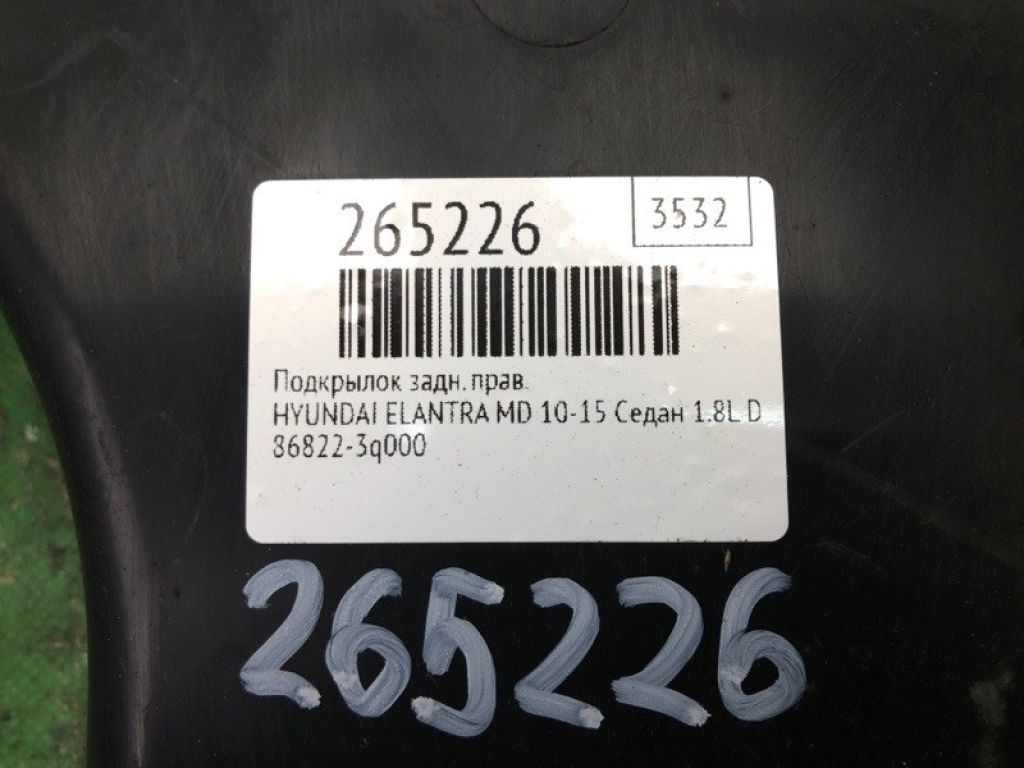 265226
3532
Подкрылок задн. прав.
HYUNDAI ELANTRA MD 10-15 Седан 1.8L D
86822-3q000
265226